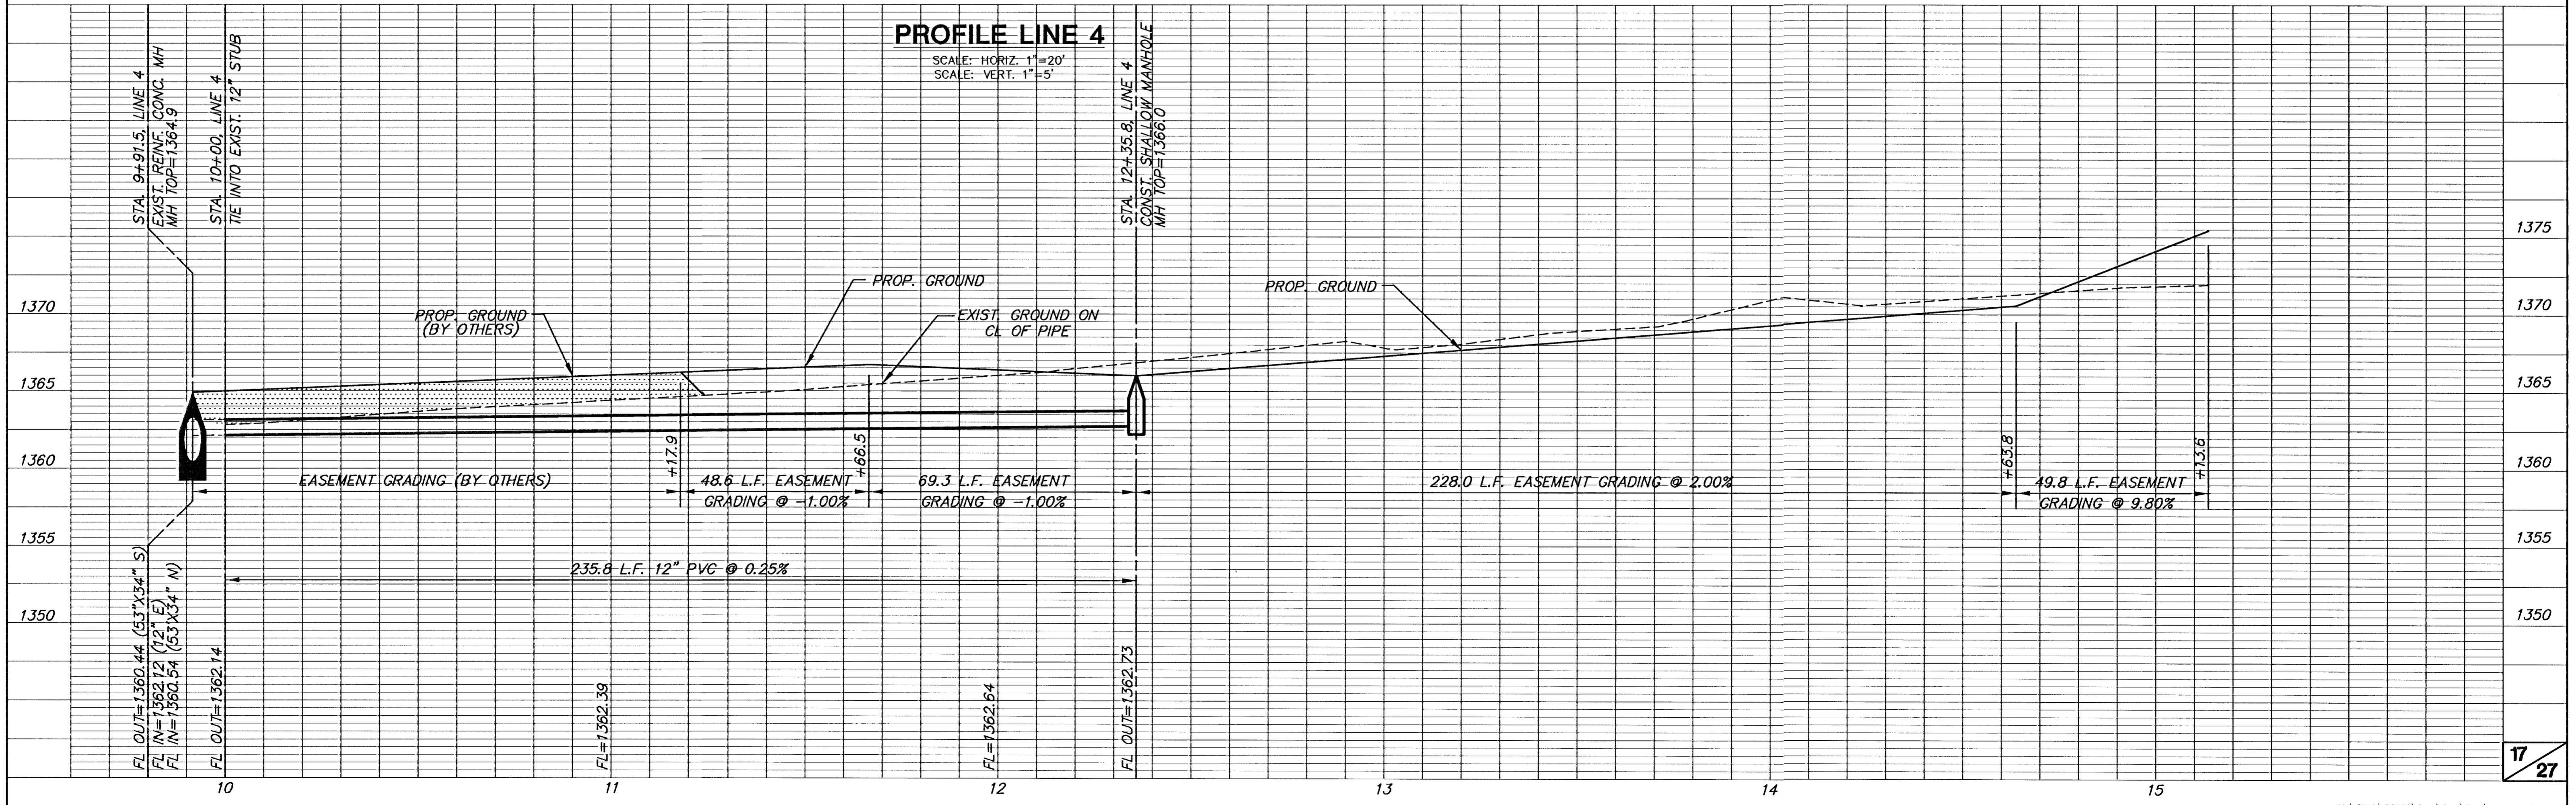 PROFILE LINE 4
SCALE: HORIZ. 1"=20'
SCALE: VERT. 1"=5'
STA. 9+91.5, LINE 4
EXIST. REINF. CONC. MH
MH TOP=1364.9
STA. 10+00, LINE 4
TIE INTO EXIST. 12" STUB
STA. 12+35.8, LINE 4
CONST. SHALLOW MANHOLE
MH TOP=1366.0
1375
1370
1370
1365
1365
1360
1360
1355
1355
1350
1350
PROP. GROUND
(BY OTHERS)
PROP. GROUND
EXIST. GROUND ON
CL OF PIPE
PROP. GROUND
+17.9
+66.5
+63.8
+13.6
EASEMENT GRADING (BY OTHERS)
48.6 L.F. EASEMENT
GRADING @ -1.00%
69.3 L.F. EASEMENT
GRADING @ -1.00%
228.0 L.F. EASEMENT GRADING @ 2.00%
49.8 L.F. EASEMENT
GRADING @ 9.80%
235.8 L.F. 12" PVC @ 0.25%
FL OUT=1360.44 (53"X34" S)
FL IN=1362.12 (12" E)
FL IN=1360.54 (53"X34" N)
FL OUT=1362.14
FL=1362.39
FL=1362.64
FL OUT=1362.73
10
11
12
13
14
15
17
27